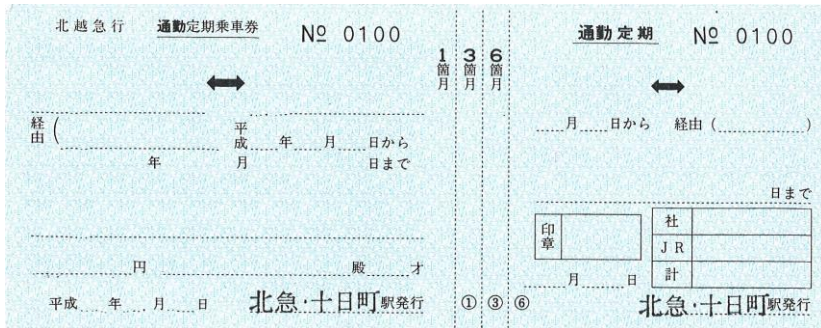 北越急行 通勤定期乗車券 № 0100
経由( 平成 年 月 日から
年 月 日まで
円 殿 才
平成 年 月 日 北急・十日町駅発行
1箇月
3箇月
6箇月
① ③ ⑥
通勤定期 № 0100
月 日から 経由( )
日まで
印章
社
JR
計
月 日
北急・十日町駅発行